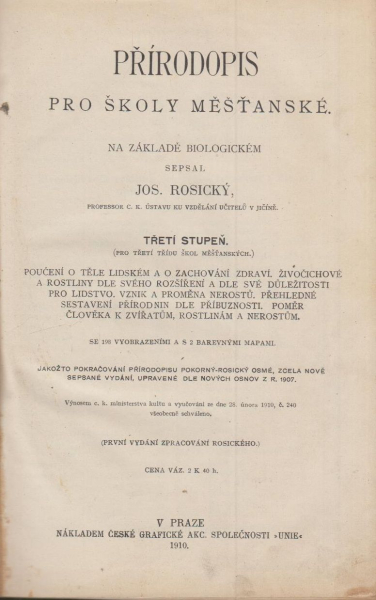 PŘÍRODOPIS
PRO ŠKOLY MĚŠŤANSKÉ.
NA ZÁKLADĚ BIOLOGICKÉM
SEPSAL
JOS. ROSICKÝ,
PROFESSOR C. K. ÚSTAVU KU VZDĚLÁNÍ UČITELŮ V JIČÍNĚ.
TŘETÍ STUPEŇ.
(PRO TŘETÍ TŘÍDU ŠKOL MĚŠŤANSKÝCH.)
POUČENÍ O TĚLE LIDSKÉM A O ZACHOVÁNÍ ZDRAVÍ. ŽIVOČICHOVÉ
A ROSTLINY DLE SVÉHO ROZŠÍŘENÍ A DLE SVÉ DŮLEŽITOSTI
PRO LIDSTVO. VZNIK A PROMĚNA NEROSTŮ. PŘEHLEDNÉ
SESTAVENÍ PŘÍRODNIN DLE PŘÍBUZNOSTI. POMĚR
ČLOVĚKA K ZVÍŘATŮM, ROSTLINÁM A NEROSTŮM.
SE 198 VYOBRAZENÍMI A S 2 BAREVNÝMI MAPAMI.
JAKOŽTO POKRAČOVÁNÍ PŘÍRODOPISU POKORNÝ-ROSICKÝ OSMÉ, ZCELA NOVĚ
SEPSANÉ VYDÁNÍ, UPRAVENÉ DLE NOVÝCH OSNOV Z R. 1907.
Výnosem c. k. ministerstva kultu a vyučování ze dne 28. února 1910, č. 240
všeobecně schválena.
(PRVNÍ VYDÁNÍ ZPRACOVÁNÍ ROSICKÉHO.)
CENA VÁZ. 2 K 40 h.
V PRAZE
NÁKLADEM ČESKÉ GRAFICKÉ AKC. SPOLEČNOSTI »UNIE«
1910.